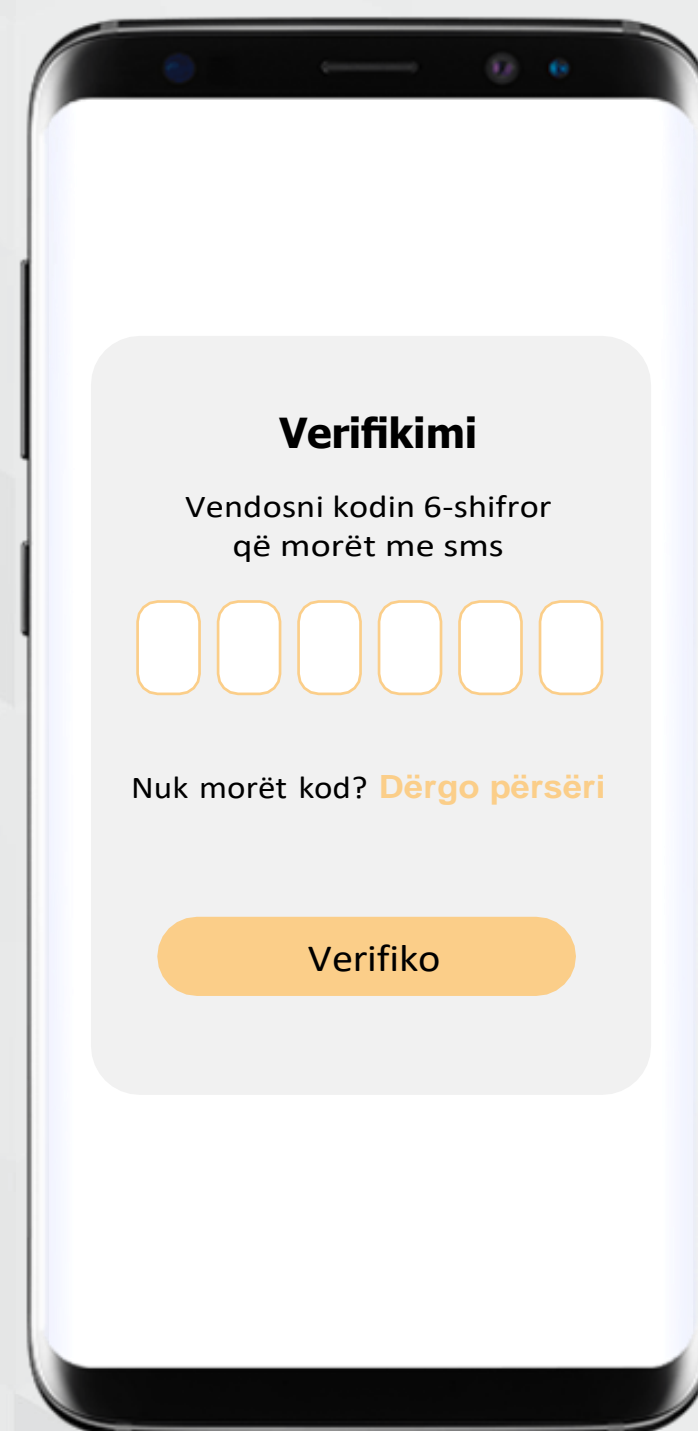 Verifikimi
Vendosni kodin 6-shifror
që morët me sms
Nuk morët kod? Dërgo përsëri
Verifiko